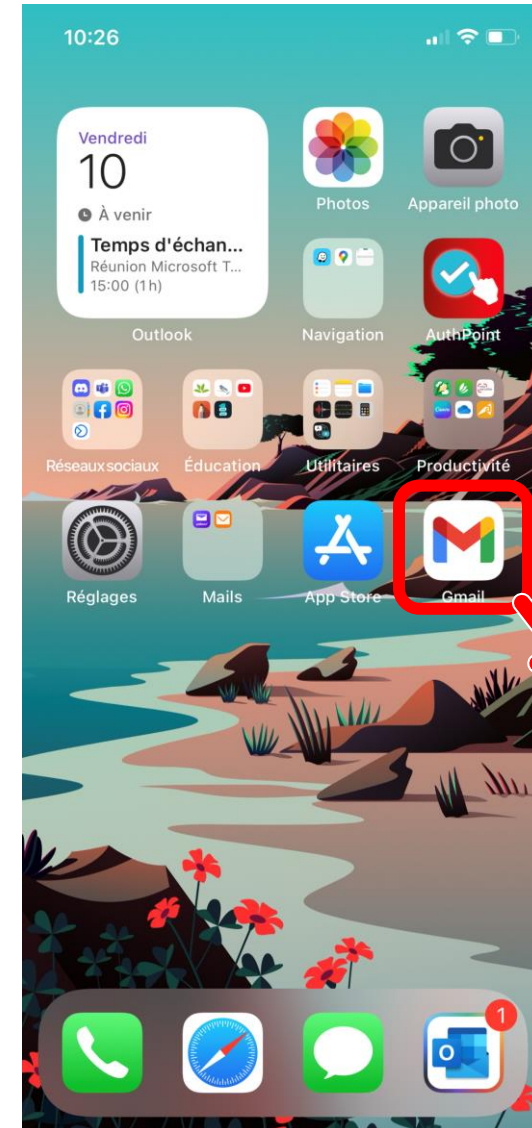 10:26
Vendredi
10
À venir
Temps d'échan...
Réunion Microsoft T...
15:00 (1 h)
Outlook
Photos
Appareil photo
Navigation
AuthPoint
Réseaux sociaux
Éducation
Utilitaires
Productivité
Réglages
Mails
App Store
Gmail
1